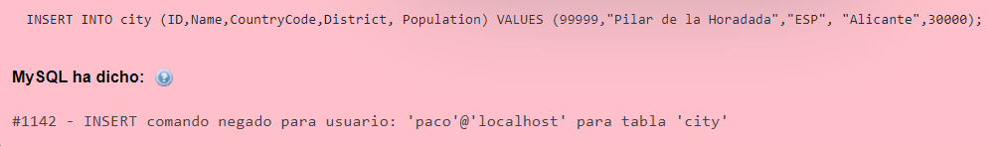 INSERT INTO city (ID,Name,CountryCode,District, Population) VALUES (99999,"Pilar de la Horadada","ESP", "Alicante",30000);
MySQL ha dicho:
#1142 - INSERT comando negado para usuario: 'paco'@'localhost' para tabla 'city'